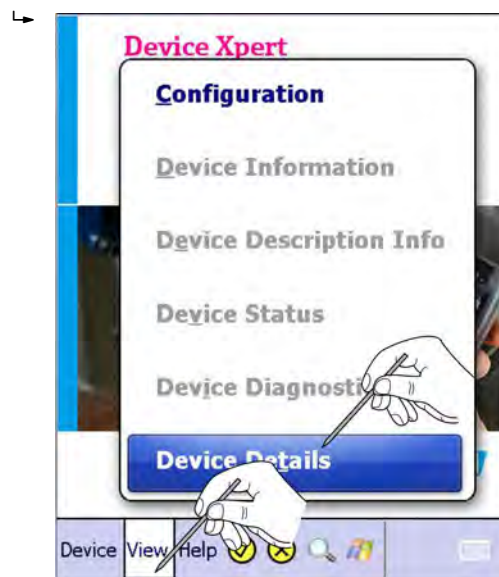 Device Xpert
Configuration
Device Information
Device Description Info
Device Status
Device Details
Device View Help